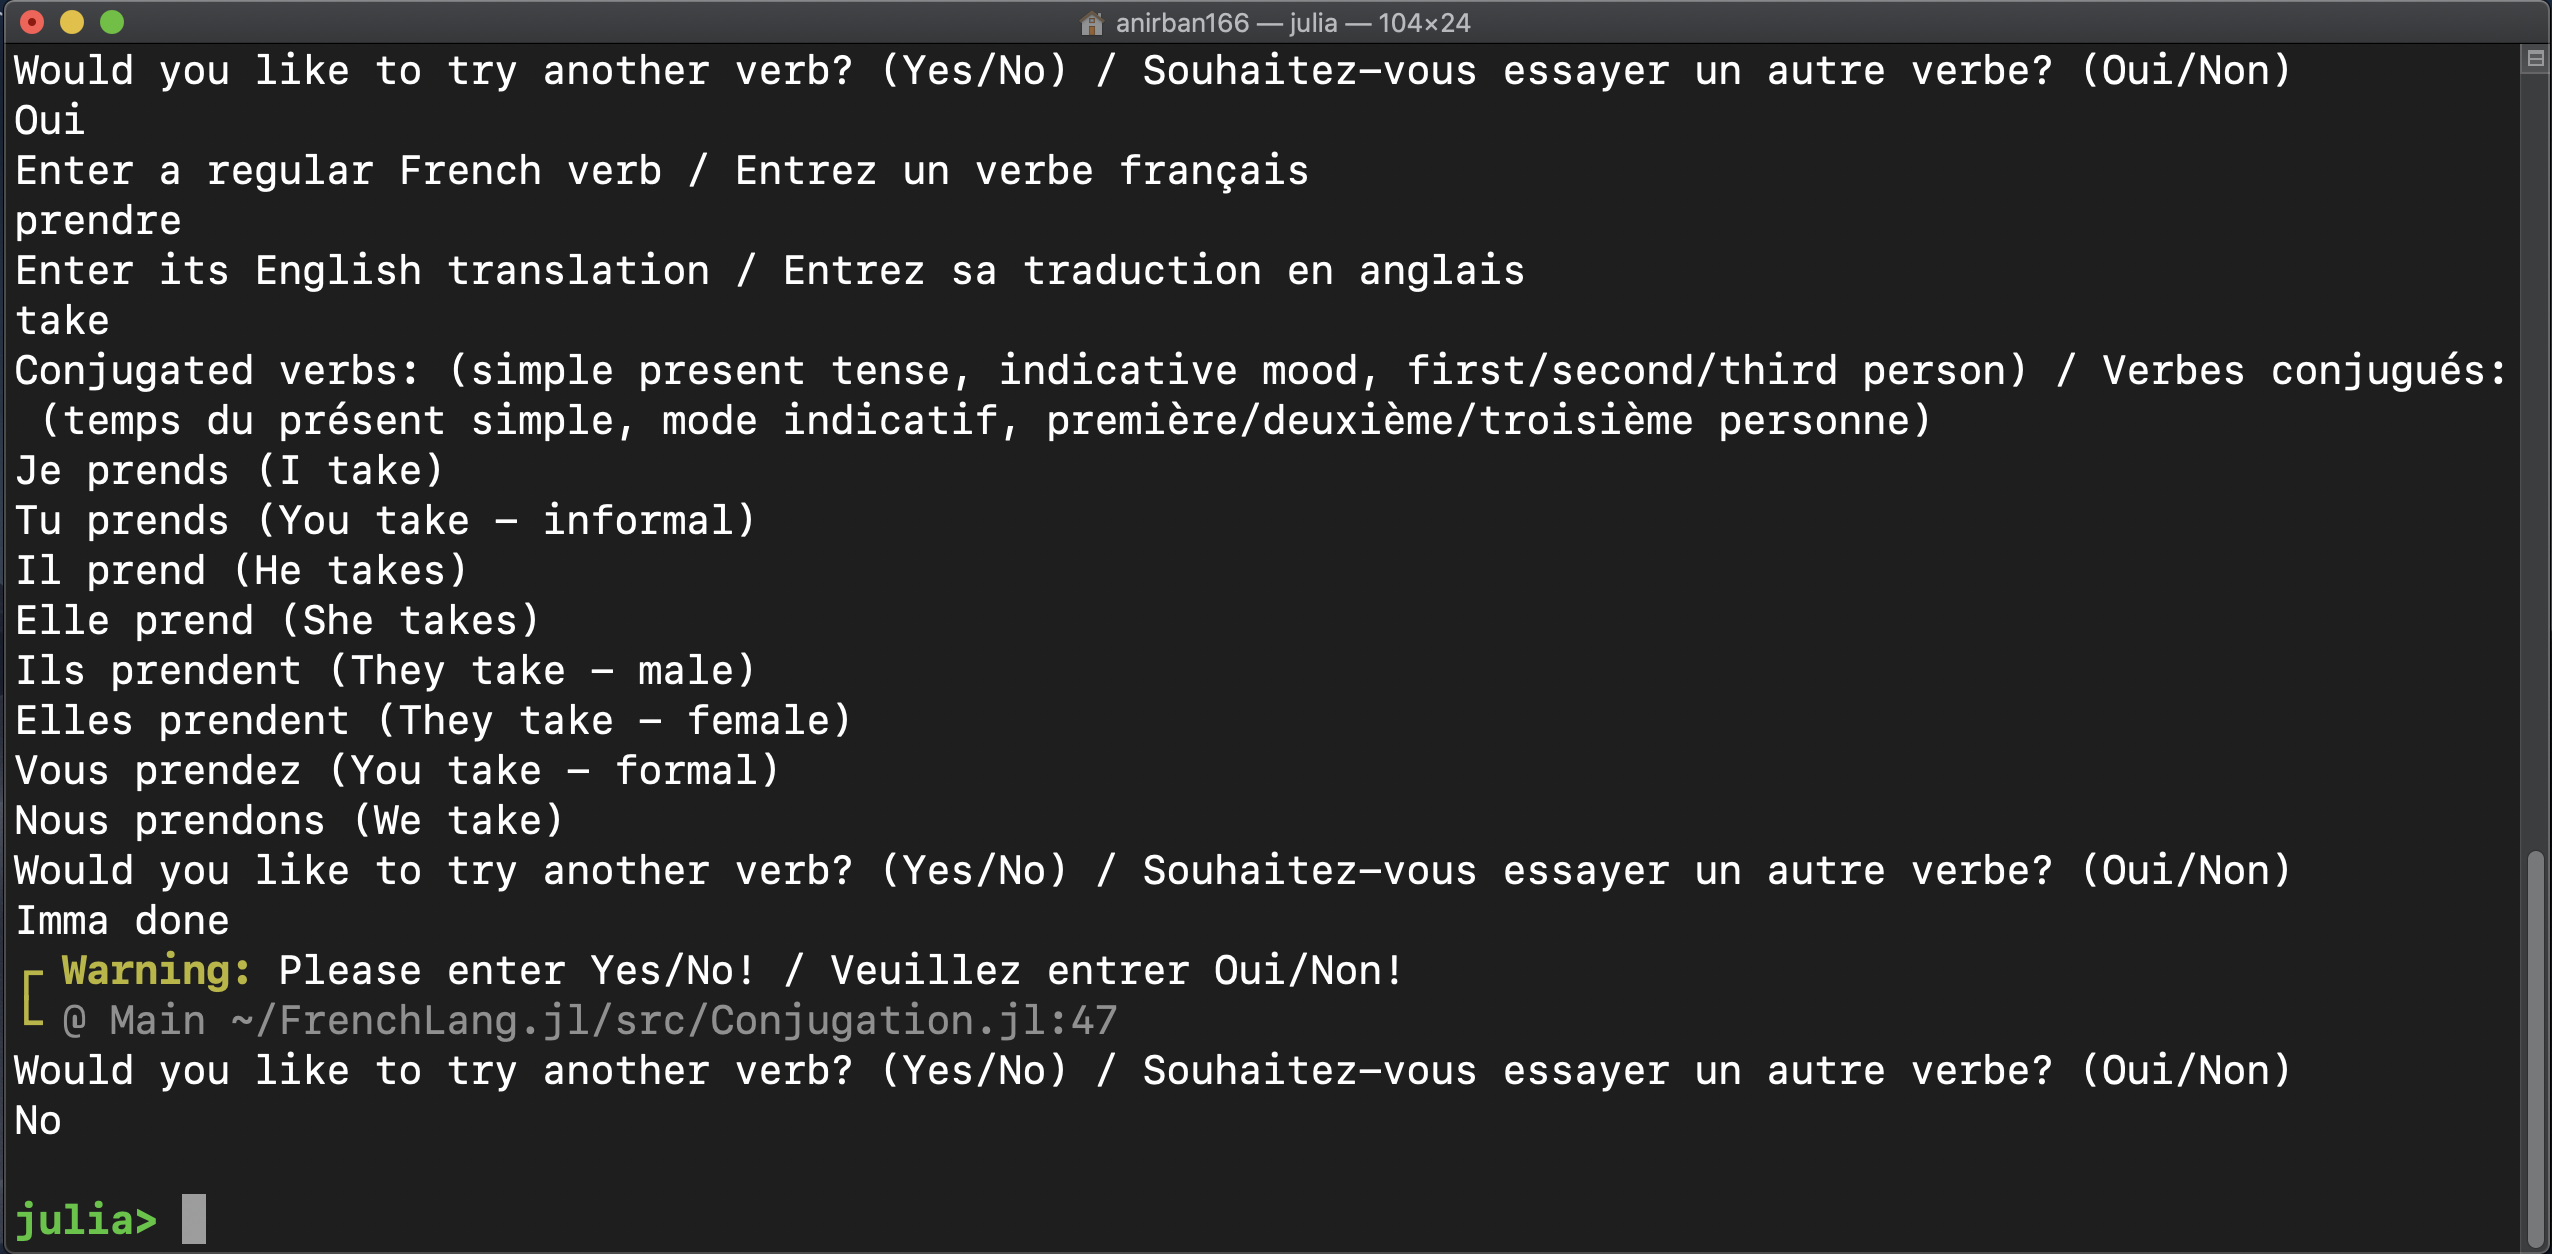 anirban166 — julia — 104×24
Would you like to try another verb? (Yes/No) / Souhaitez-vous essayer un autre verbe? (Oui/Non)
Oui
Enter a regular French verb / Entrez un verbe français
prendre
Enter its English translation / Entrez sa traduction en anglais
take
Conjugated verbs: (simple present tense, indicative mood, first/second/third person) / Verbes conjugués:
(temps du présent simple, mode indicatif, première/deuxième/troisième personne)
Je prends (I take)
Tu prends (You take - informal)
Il prend (He takes)
Elle prend (She takes)
Ils prendent (They take - male)
Elles prendent (They take - female)
Vous prendez (You take - formal)
Nous prendons (We take)
Would you like to try another verb? (Yes/No) / Souhaitez-vous essayer un autre verbe? (Oui/Non)
Imma done
Warning: Please enter Yes/No! / Veuillez entrer Oui/Non!
@ Main ~/FrenchLang.jl/src/Conjugation.jl:47
Would you like to try another verb? (Yes/No) / Souhaitez-vous essayer un autre verbe? (Oui/Non)
No
julia>